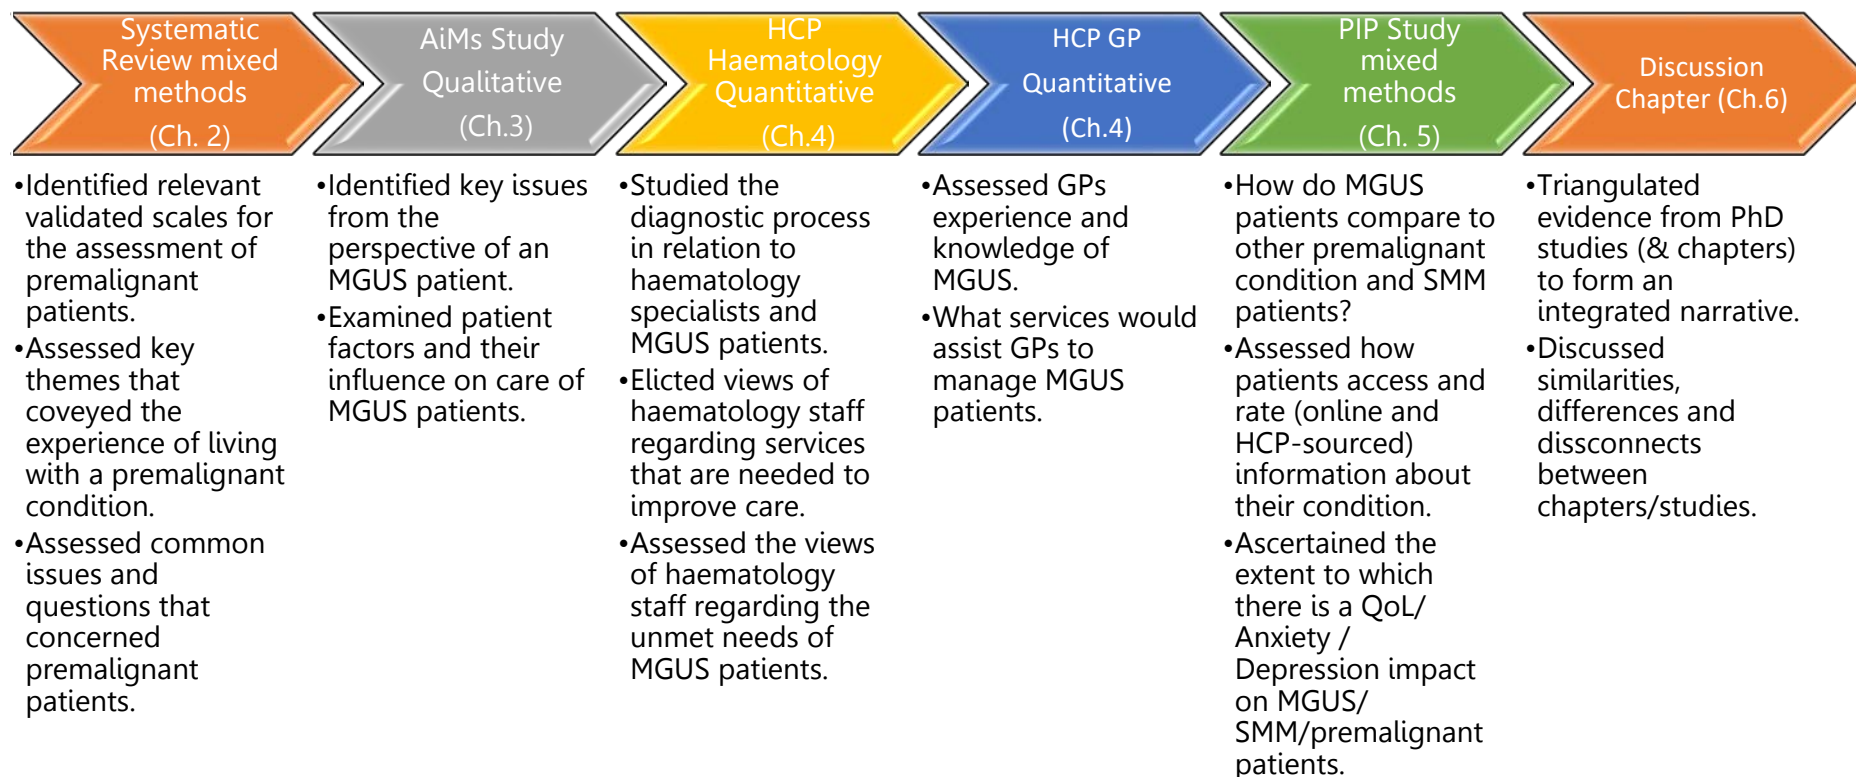 Systematic
Review mixed
methods
(Ch. 2)
AiMs Study
Qualitative
(Ch.3)
HCP
Haematology
Quantitative
(Ch.4)
HCP GP
Quantitative
(Ch.4)
PIP Study
mixed
methods
(Ch. 5)
Discussion
Chapter (Ch.6)
•Identified relevant
validated scales for
the assessment of
premalignant
patients.
•Assessed key
themes that
coveyed the
experience of living
with a premalignant
condition.
•Assessed common
issues and
questions that
concerned
premalignant
patients.
•Identified key issues
from the
perspective of an
MGUS patient.
•Examined patient
factors and their
influence on care of
MGUS patients.
•Studied the
diagnostic process
in relation to
haematology
specialists and
MGUS patients.
•Elicted views of
haematology staff
regarding services
that are needed to
improve care.
•Assessed the views
of haematology
staff regarding the
unmet needs of
MGUS patients.
•Assessed GPs
experience and
knowledge of
MGUS.
•What services would
assist GPs to
manage MGUS
patients.
•How do MGUS
patients compare to
other premalignant
condition and SMM
patients?
•Assessed how
patients access and
rate (online and
HCP-sourced)
information about
their condition.
•Ascertained the
extent to which
there is a QoL/
Anxiety /
Depression impact
on MGUS/
SMM/premalignant
patients.
•Triangulated
evidence from PhD
studies (& chapters)
to form an
integrated narrative.
•Discussed
similarities,
differences and
dissconnects
between
chapters/studies.